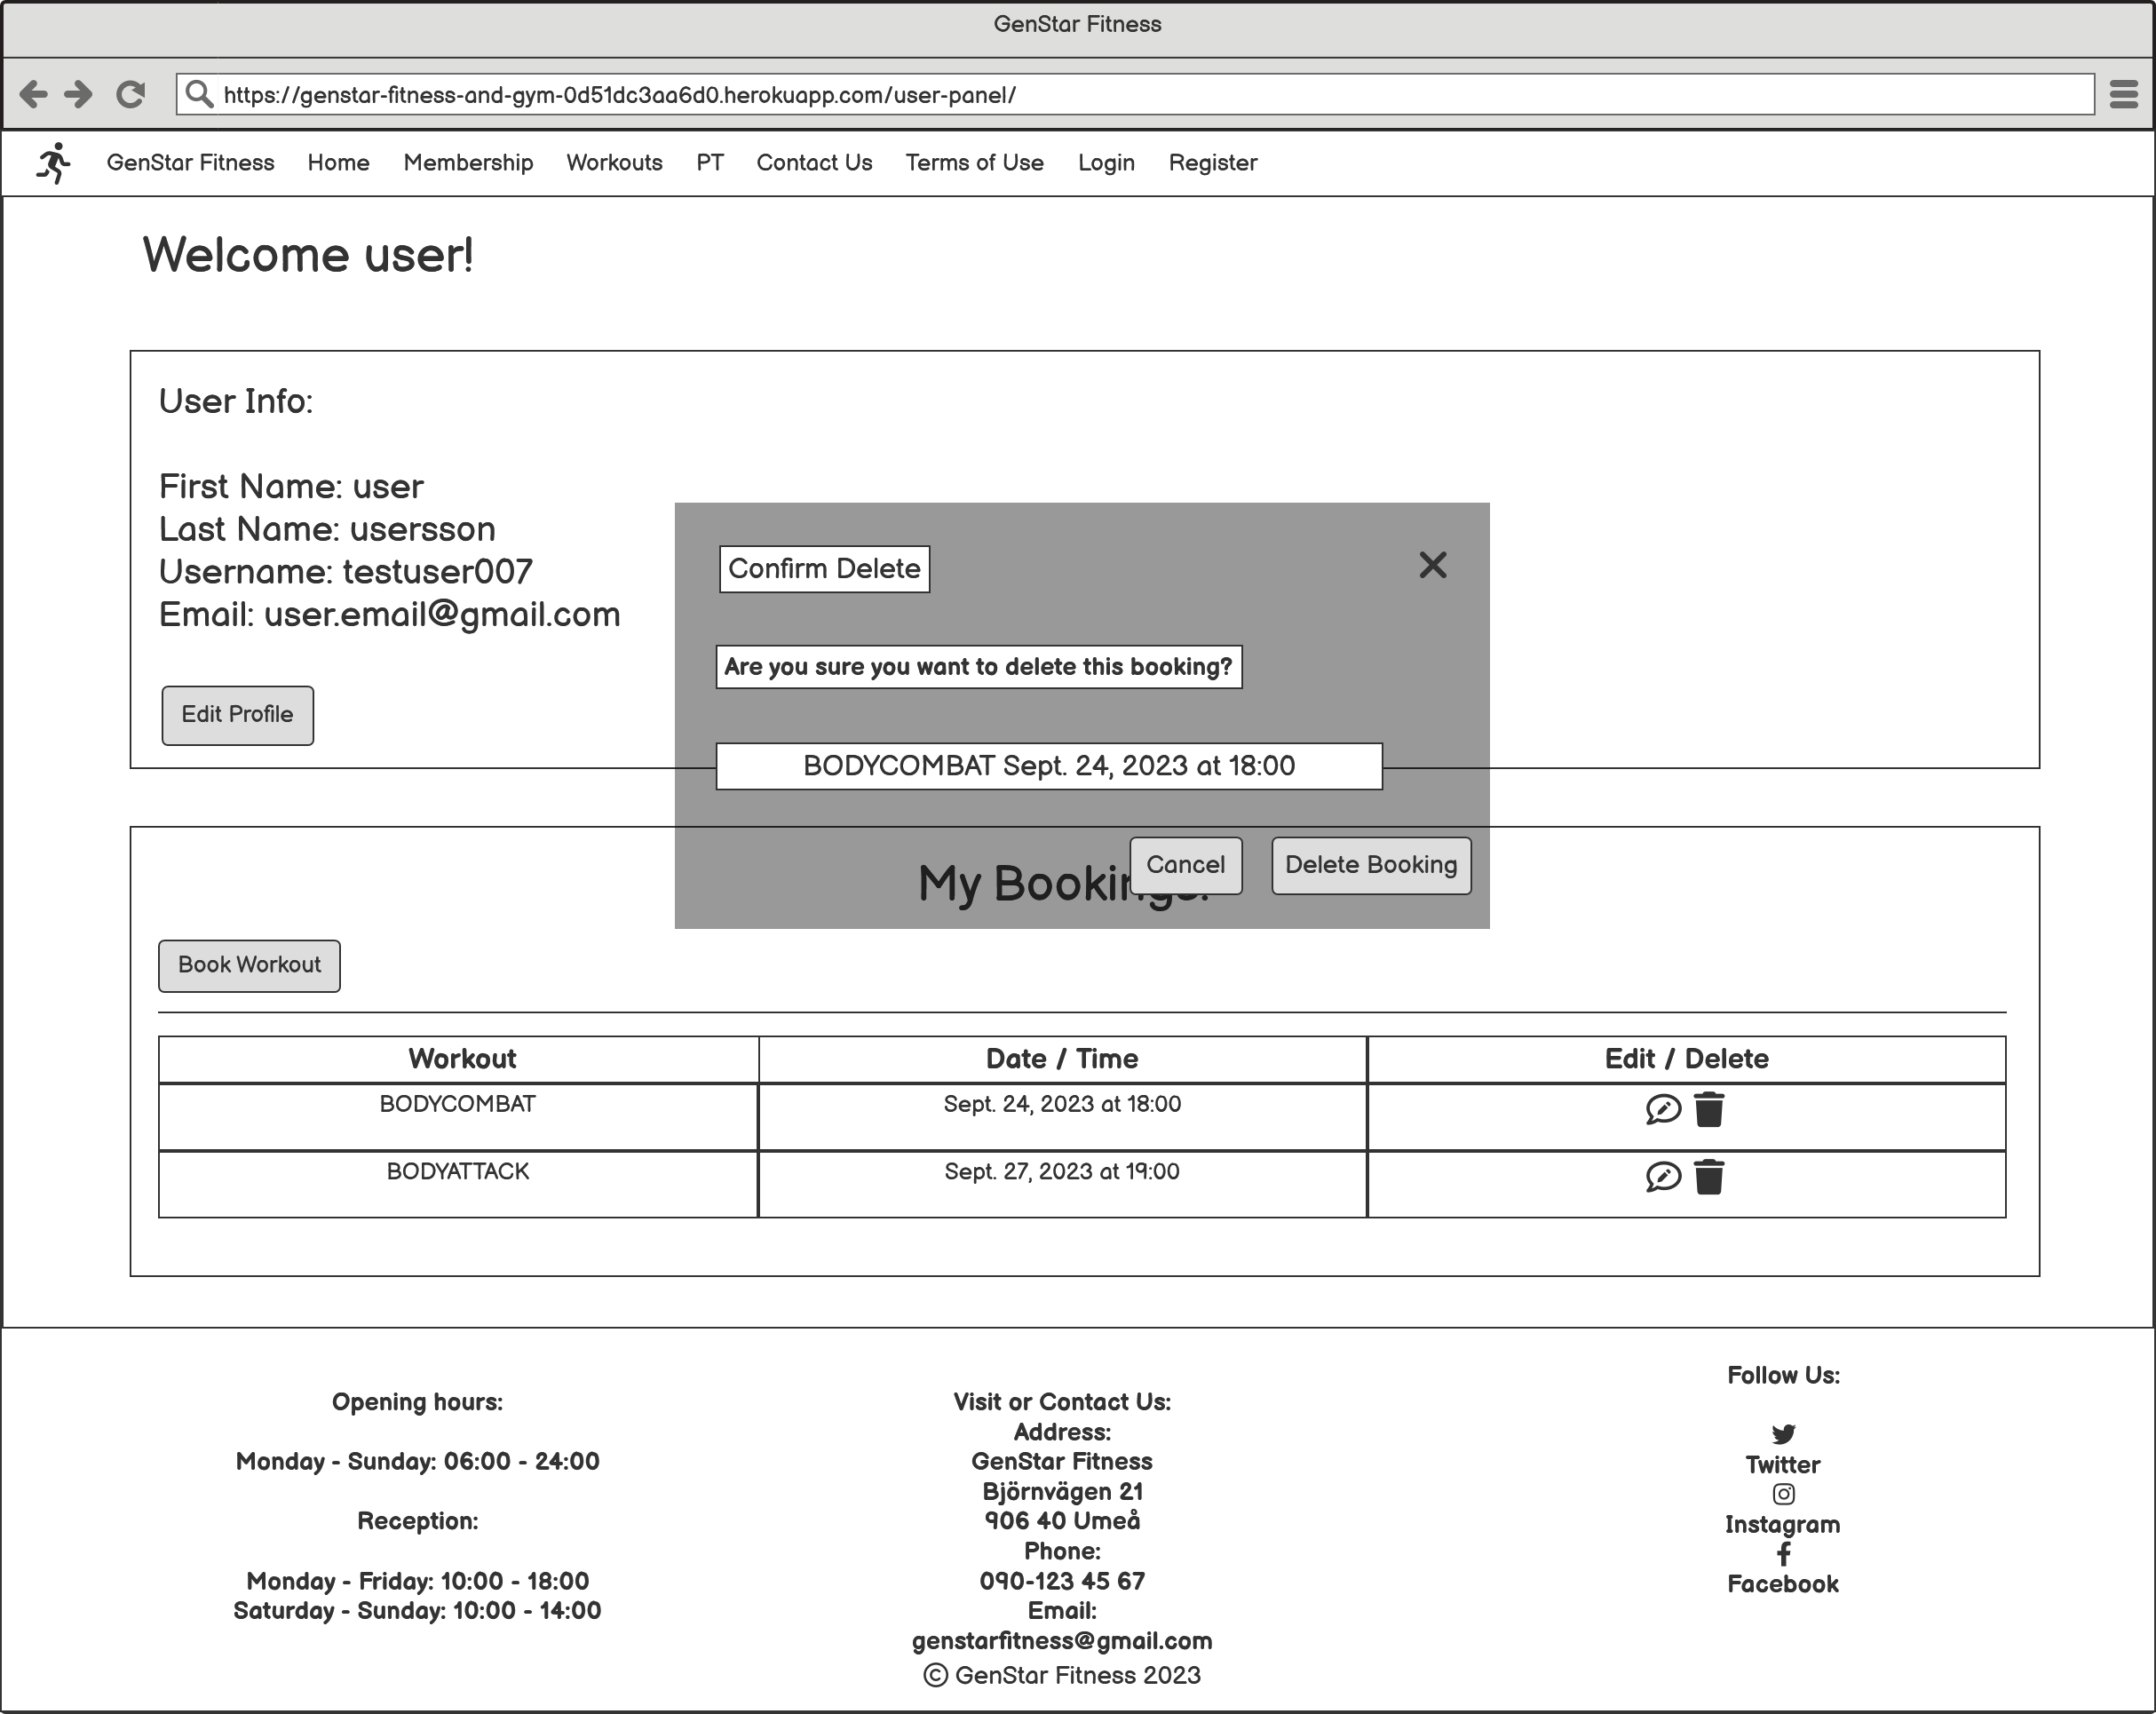 GenStar Fitness
https://genstar-fitness-and-gym-0d51dc3aa6d0.herokuapp.com/user-panel/
GenStar Fitness Home Membership Workouts PT Contact Us Terms of Use Login Register
Welcome user!
User Info:
First Name: user
Last Name: usersson
Username: testuser007
Email: user.email@gmail.com
Edit Profile
Confirm Delete
Are you sure you want to delete this booking?
BODYCOMBAT Sept. 24, 2023 at 18:00
Cancel Delete Booking
My Bookings!
Book Workout
Workout Date / Time Edit / Delete
BODYCOMBAT Sept. 24, 2023 at 18:00
BODYATTACK Sept. 27, 2023 at 19:00
Opening hours:
Monday - Sunday: 06:00 - 24:00
Reception:
Monday - Friday: 10:00 - 18:00
Saturday - Sunday: 10:00 - 14:00
Visit or Contact Us:
Address:
GenStar Fitness
Björnvägen 21
906 40 Umeå
Phone:
090-123 45 67
Email:
genstarfitness@gmail.com
© GenStar Fitness 2023
Follow Us:
Twitter
Instagram
Facebook